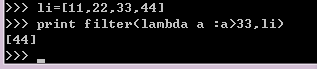 >>> li=[11,22,33,44]
>>> print filter(lambda a :a>33,li)
[44]
>>> _